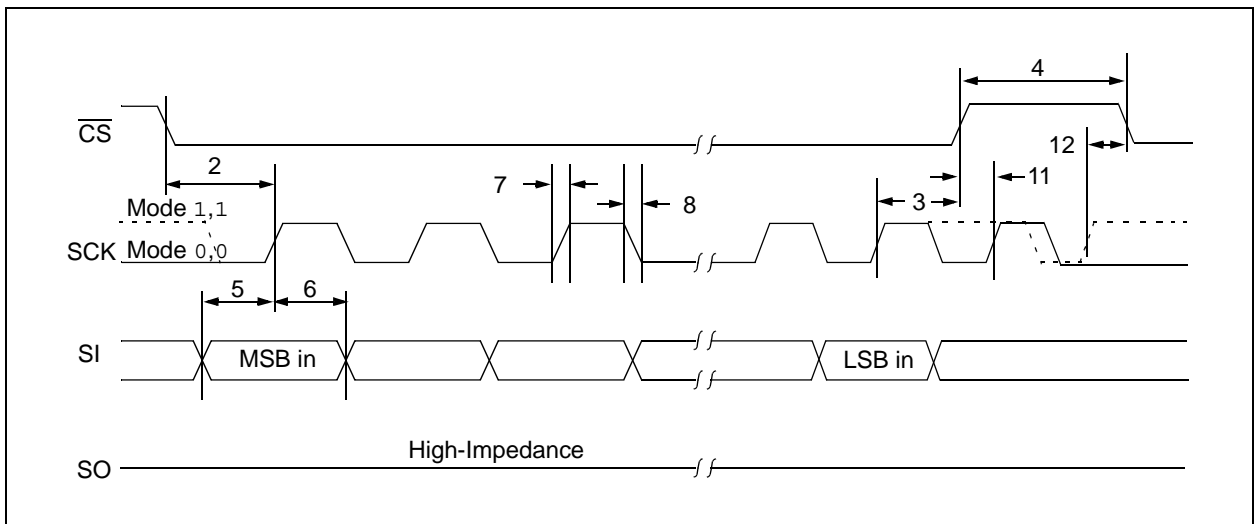 4
CS
12
2
7
8
3
11
Mode 1,1
SCK Mode 0,0
5
6
SI
MSB in
LSB in
High-Impedance
SO